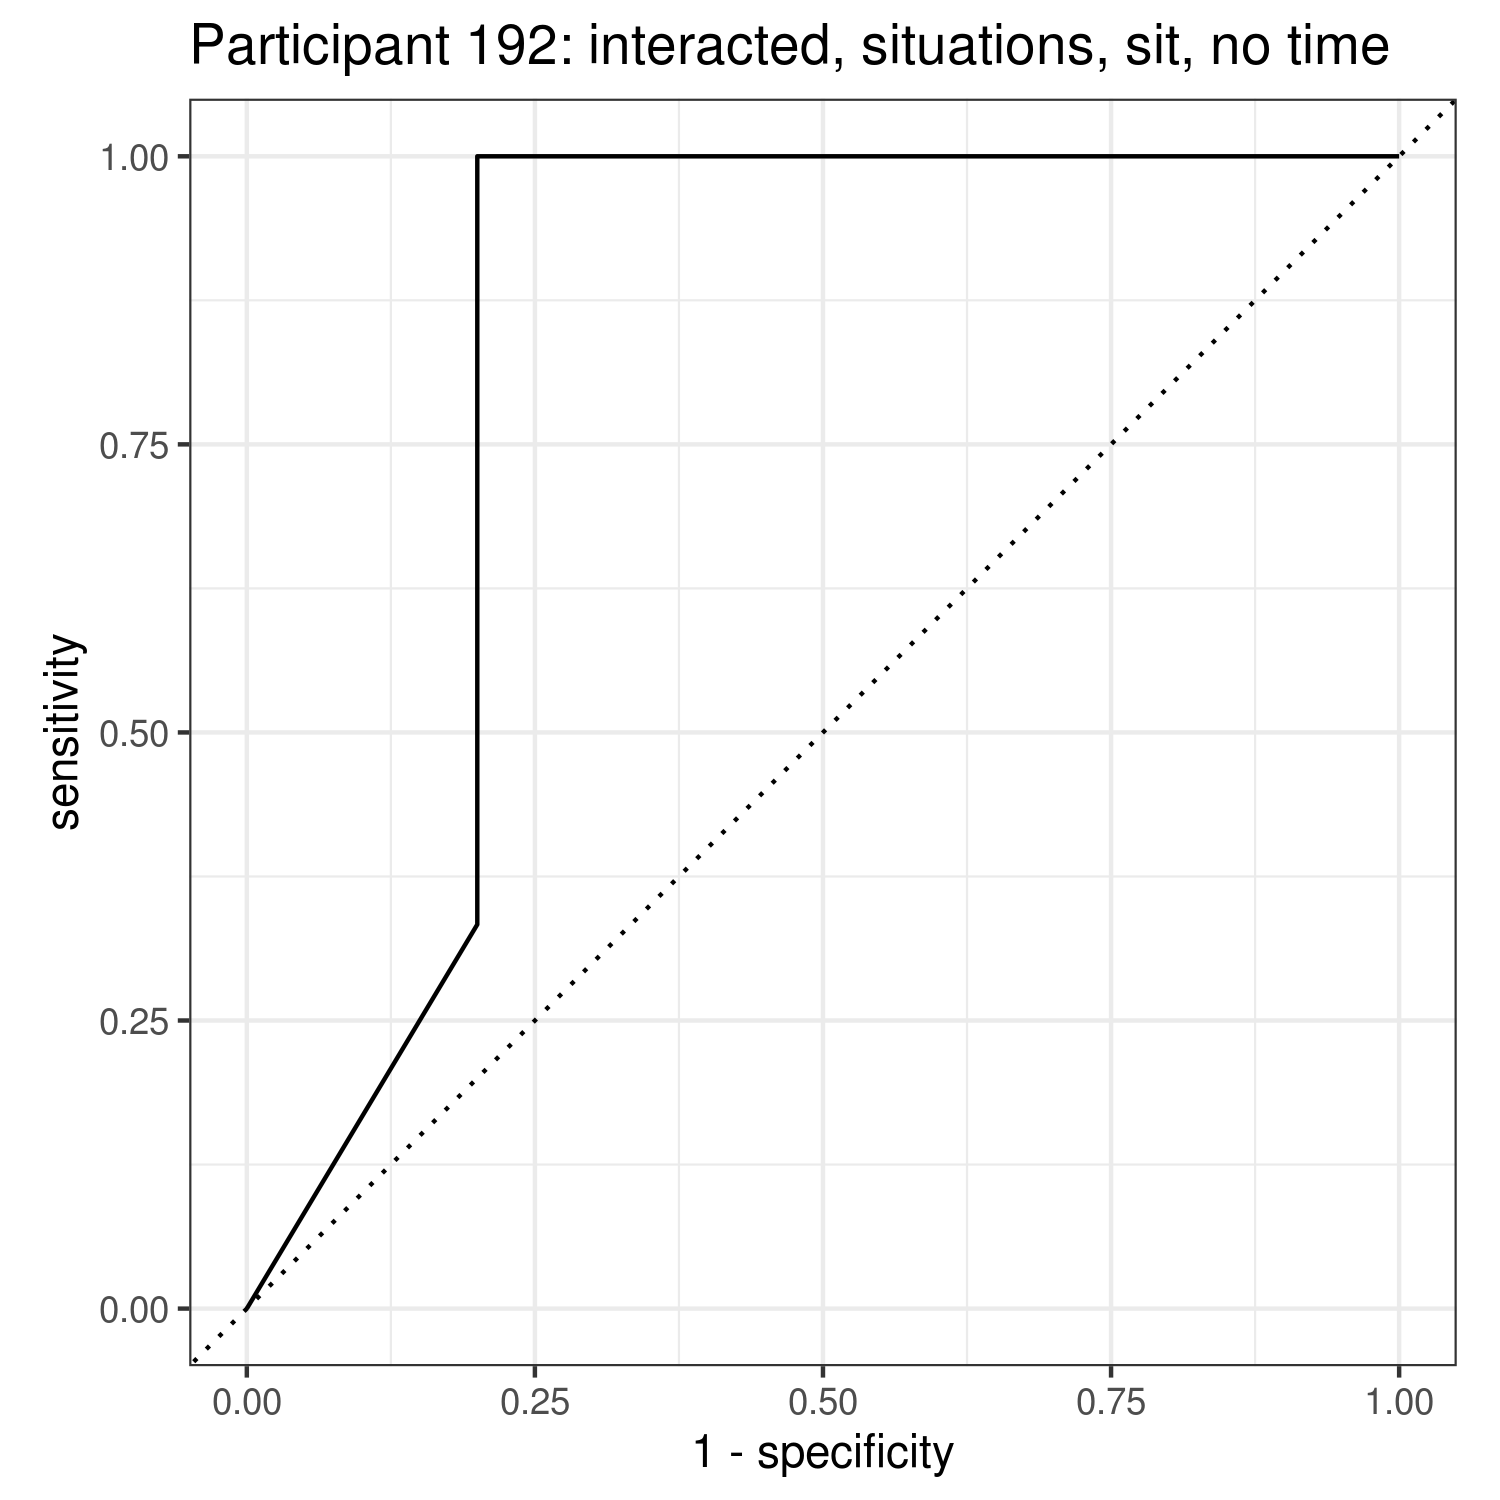 Participant 192: interacted, situations, sit, no time
1.00
0.75
0.50
0.25
0.00
sensitivity
0.00 0.25 0.50 0.75 1.00
1 - specificity